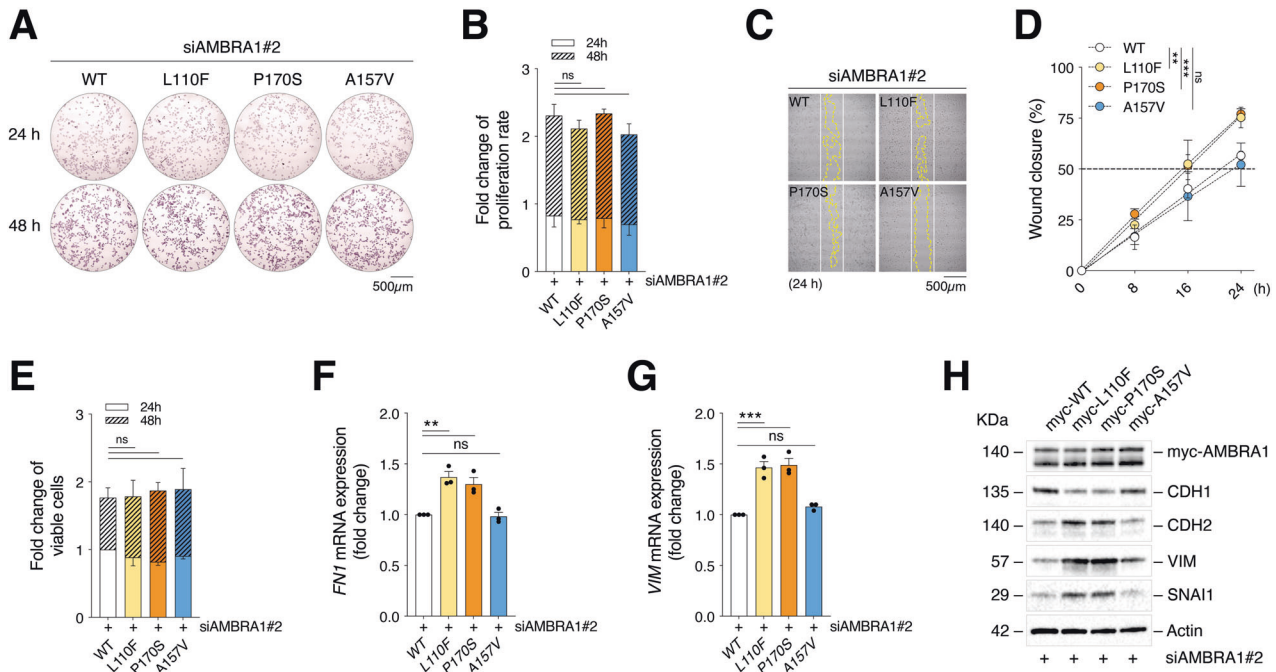 A
siAMBRA1#2
WT L110F P170S A157V
24 h
48 h
500µm
B
24h
48h
ns
Fold change of
proliferation rate
3
2
1
0
+ + + + siAMBRA1#2
WT L110F P170S A157V
C
siAMBRA1#2
WT L110F
P170S A157V
(24 h) 500µm
D
WT
L110F
P170S
A157V
**
***
ns
Wound closure (%)
100
75
50
25
0
0 8 16 24 (h)
E
24h
48h
ns
Fold change of
viable cells
3
2
1
0
+ + + + siAMBRA1#2
WT L110F P170S A157V
F
**
ns
FN1 mRNA expression
(fold change)
2.0
1.5
1.0
0.5
0.0
+ + + + siAMBRA1#2
WT L110F P170S A157V
G
***
ns
VIM mRNA expression
(fold change)
2.0
1.5
1.0
0.5
0.0
+ + + + siAMBRA1#2
WT L110F P170S A157V
H
KDa myc-WT myc-L110F myc-P170S myc-A157V
140 – – myc-AMBRA1
135 – – CDH1
140 – – CDH2
57 – – VIM
29 – – SNAI1
42 – – Actin
+ + + + siAMBRA1#2